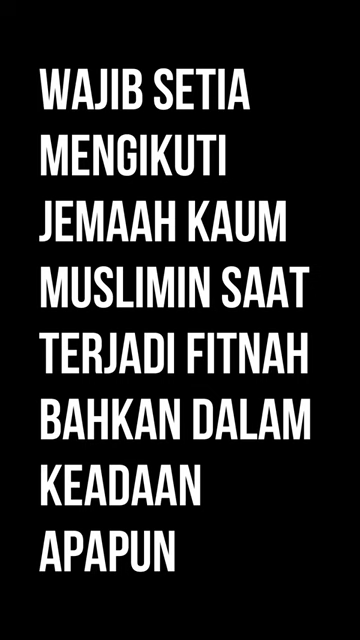 WAJIB SETIA
MENGIKUTI
JEMAAH KAUM
MUSLIMIN SAAT
TERJADI FITNAH
BAHKAN DALAM
KEADAAN
APAPUN